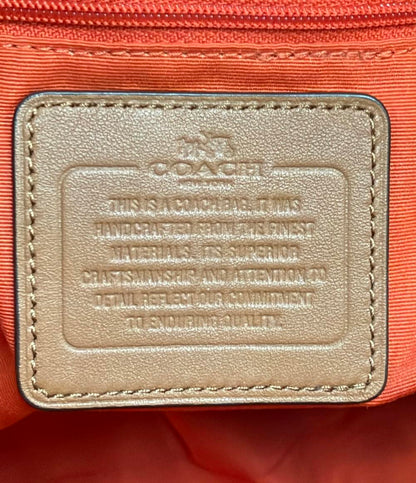 COACH
THIS IS A COACH BAG. IT WAS
HANDCRAFTED FROM THE FINEST
MATERIALS. ITS SUPERIOR
CRAFTSMANSHIP AND ATTENTION TO
DETAIL REFLECT OUR COMMITMENT
TO ENDURING QUALITY.